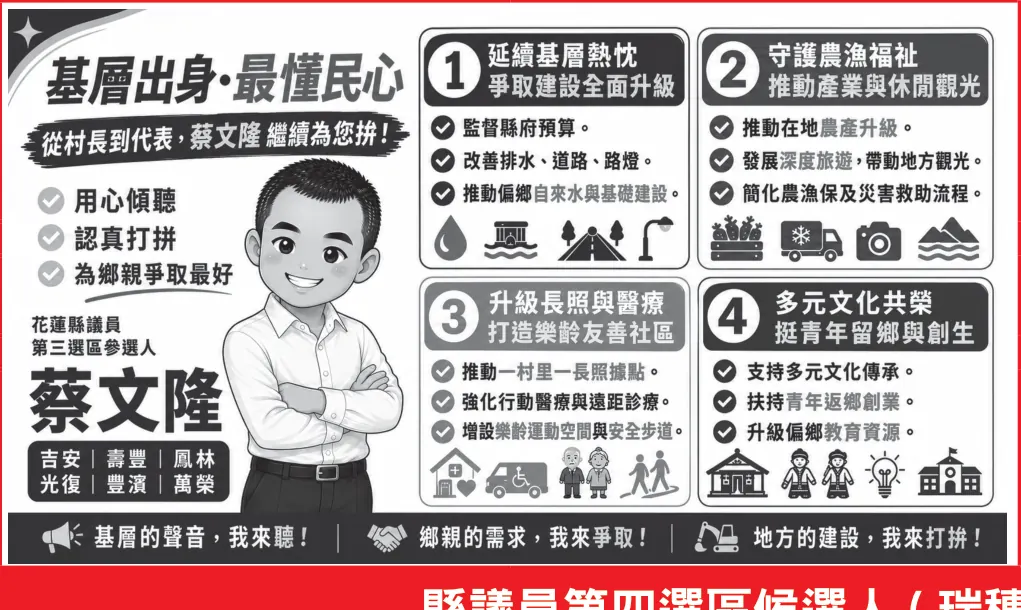 基層出身·最懂民心
從村長到代表，蔡文隆 繼續為您拚！
用心傾聽
認真打拼
為鄉親爭取最好
花蓮縣議員
第三選區參選人
蔡文隆
吉安｜壽豐｜鳳林
光復｜豐濱｜萬榮
1 延續基層熱忱
爭取建設全面升級
監督縣府預算。
改善排水、道路、路燈。
推動偏鄉自來水與基礎建設。
2 守護農漁福祉
推動產業與休閒觀光
推動在地農產升級。
發展深度旅遊，帶動地方觀光。
簡化農漁保及災害救助流程。
3 升級長照與醫療
打造樂齡友善社區
推動一村里一長照據點。
強化行動醫療與遠距診療。
增設樂齡運動空間與安全步道。
4 多元文化共榮
挺青年留鄉與創生
支持多元文化傳承。
扶持青年返鄉創業。
升級偏鄉教育資源。
基層的聲音，我來聽！｜鄉親的需求，我來爭取！｜地方的建設，我來打拚！
縣議員第四選區候選人（瑞穗